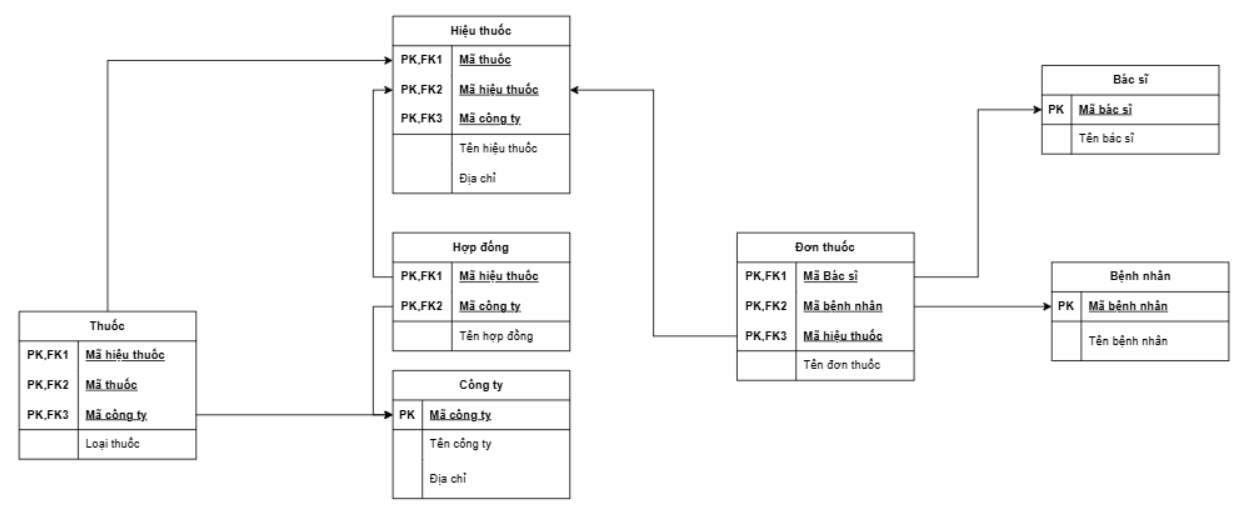 Hiệu thuốc
PK,FK1 Mã thuốc
PK,FK2 Mã hiệu thuốc
PK,FK3 Mã công ty
Tên hiệu thuốc
Địa chỉ
Bác sĩ
PK Mã bác sĩ
Tên bác sĩ
Hợp đồng
PK,FK1 Mã hiệu thuốc
PK,FK2 Mã công ty
Tên hợp đồng
Đơn thuốc
PK,FK1 Mã Bác sĩ
PK,FK2 Mã bệnh nhân
PK,FK3 Mã hiệu thuốc
Tên đơn thuốc
Bệnh nhân
PK Mã bệnh nhân
Tên bệnh nhân
Thuốc
PK,FK1 Mã hiệu thuốc
PK,FK2 Mã thuốc
PK,FK3 Mã công ty
Loại thuốc
Công ty
PK Mã công ty
Tên công ty
Địa chỉ